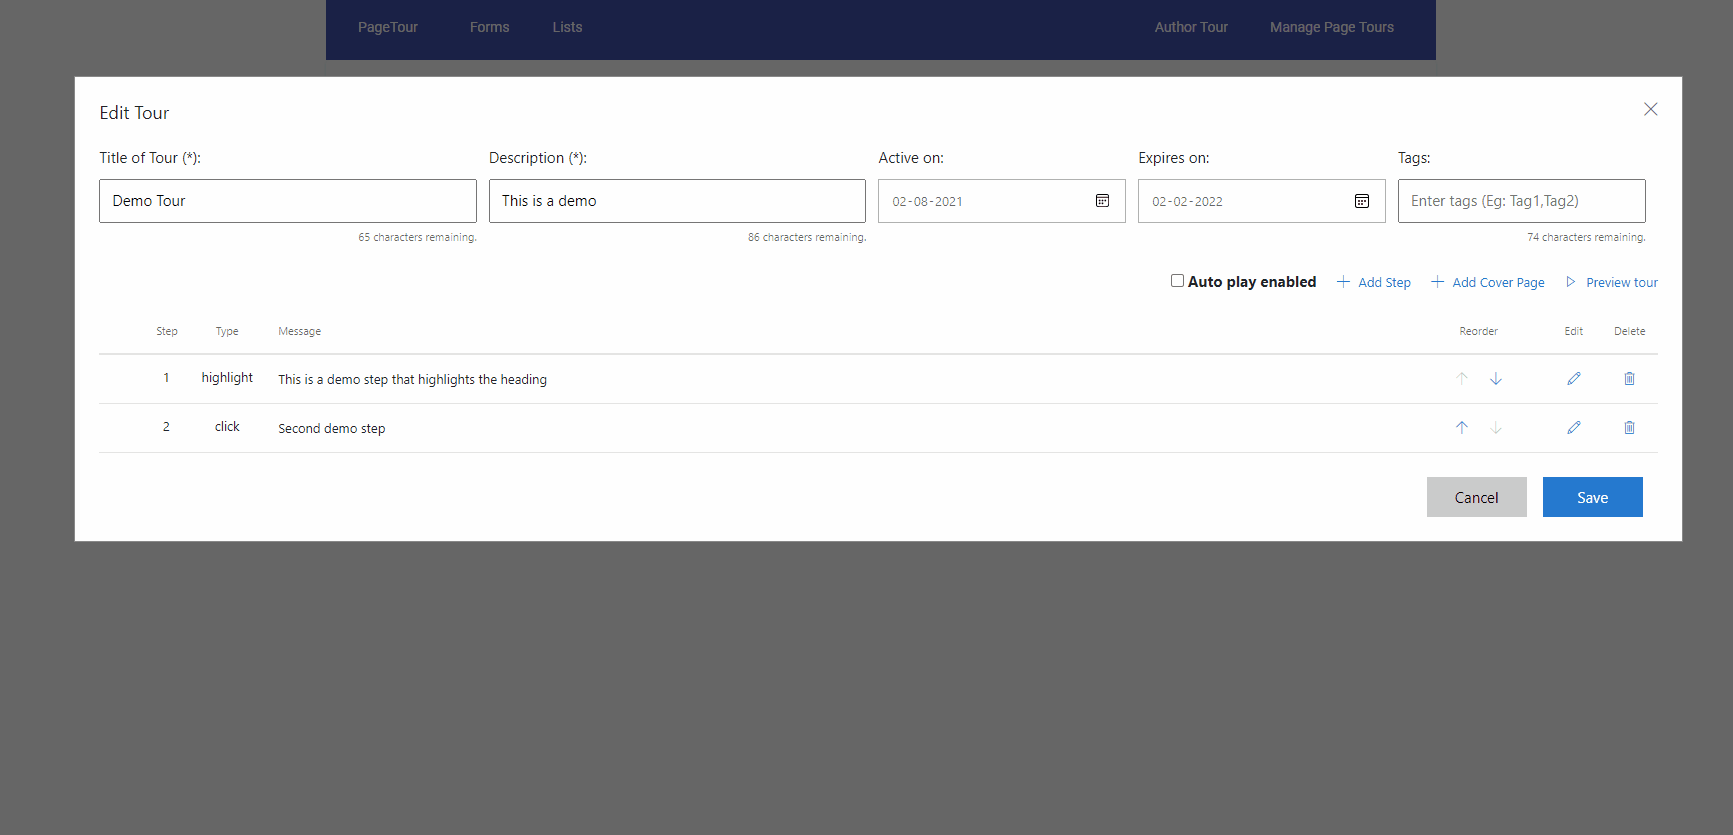 PageTour Forms Lists Author Tour Manage Page Tours
Edit Tour
Title of Tour (*): Description (*): Active on: Expires on: Tags:
Demo Tour This is a demo 02-08-2021 02-02-2022 Enter tags (Eg: Tag1,Tag2)
65 characters remaining. 86 characters remaining. 74 characters remaining.
Auto play enabled Add Step Add Cover Page Preview tour
Step Type Message Reorder Edit Delete
1 highlight This is a demo step that highlights the heading
2 click Second demo step
Cancel Save